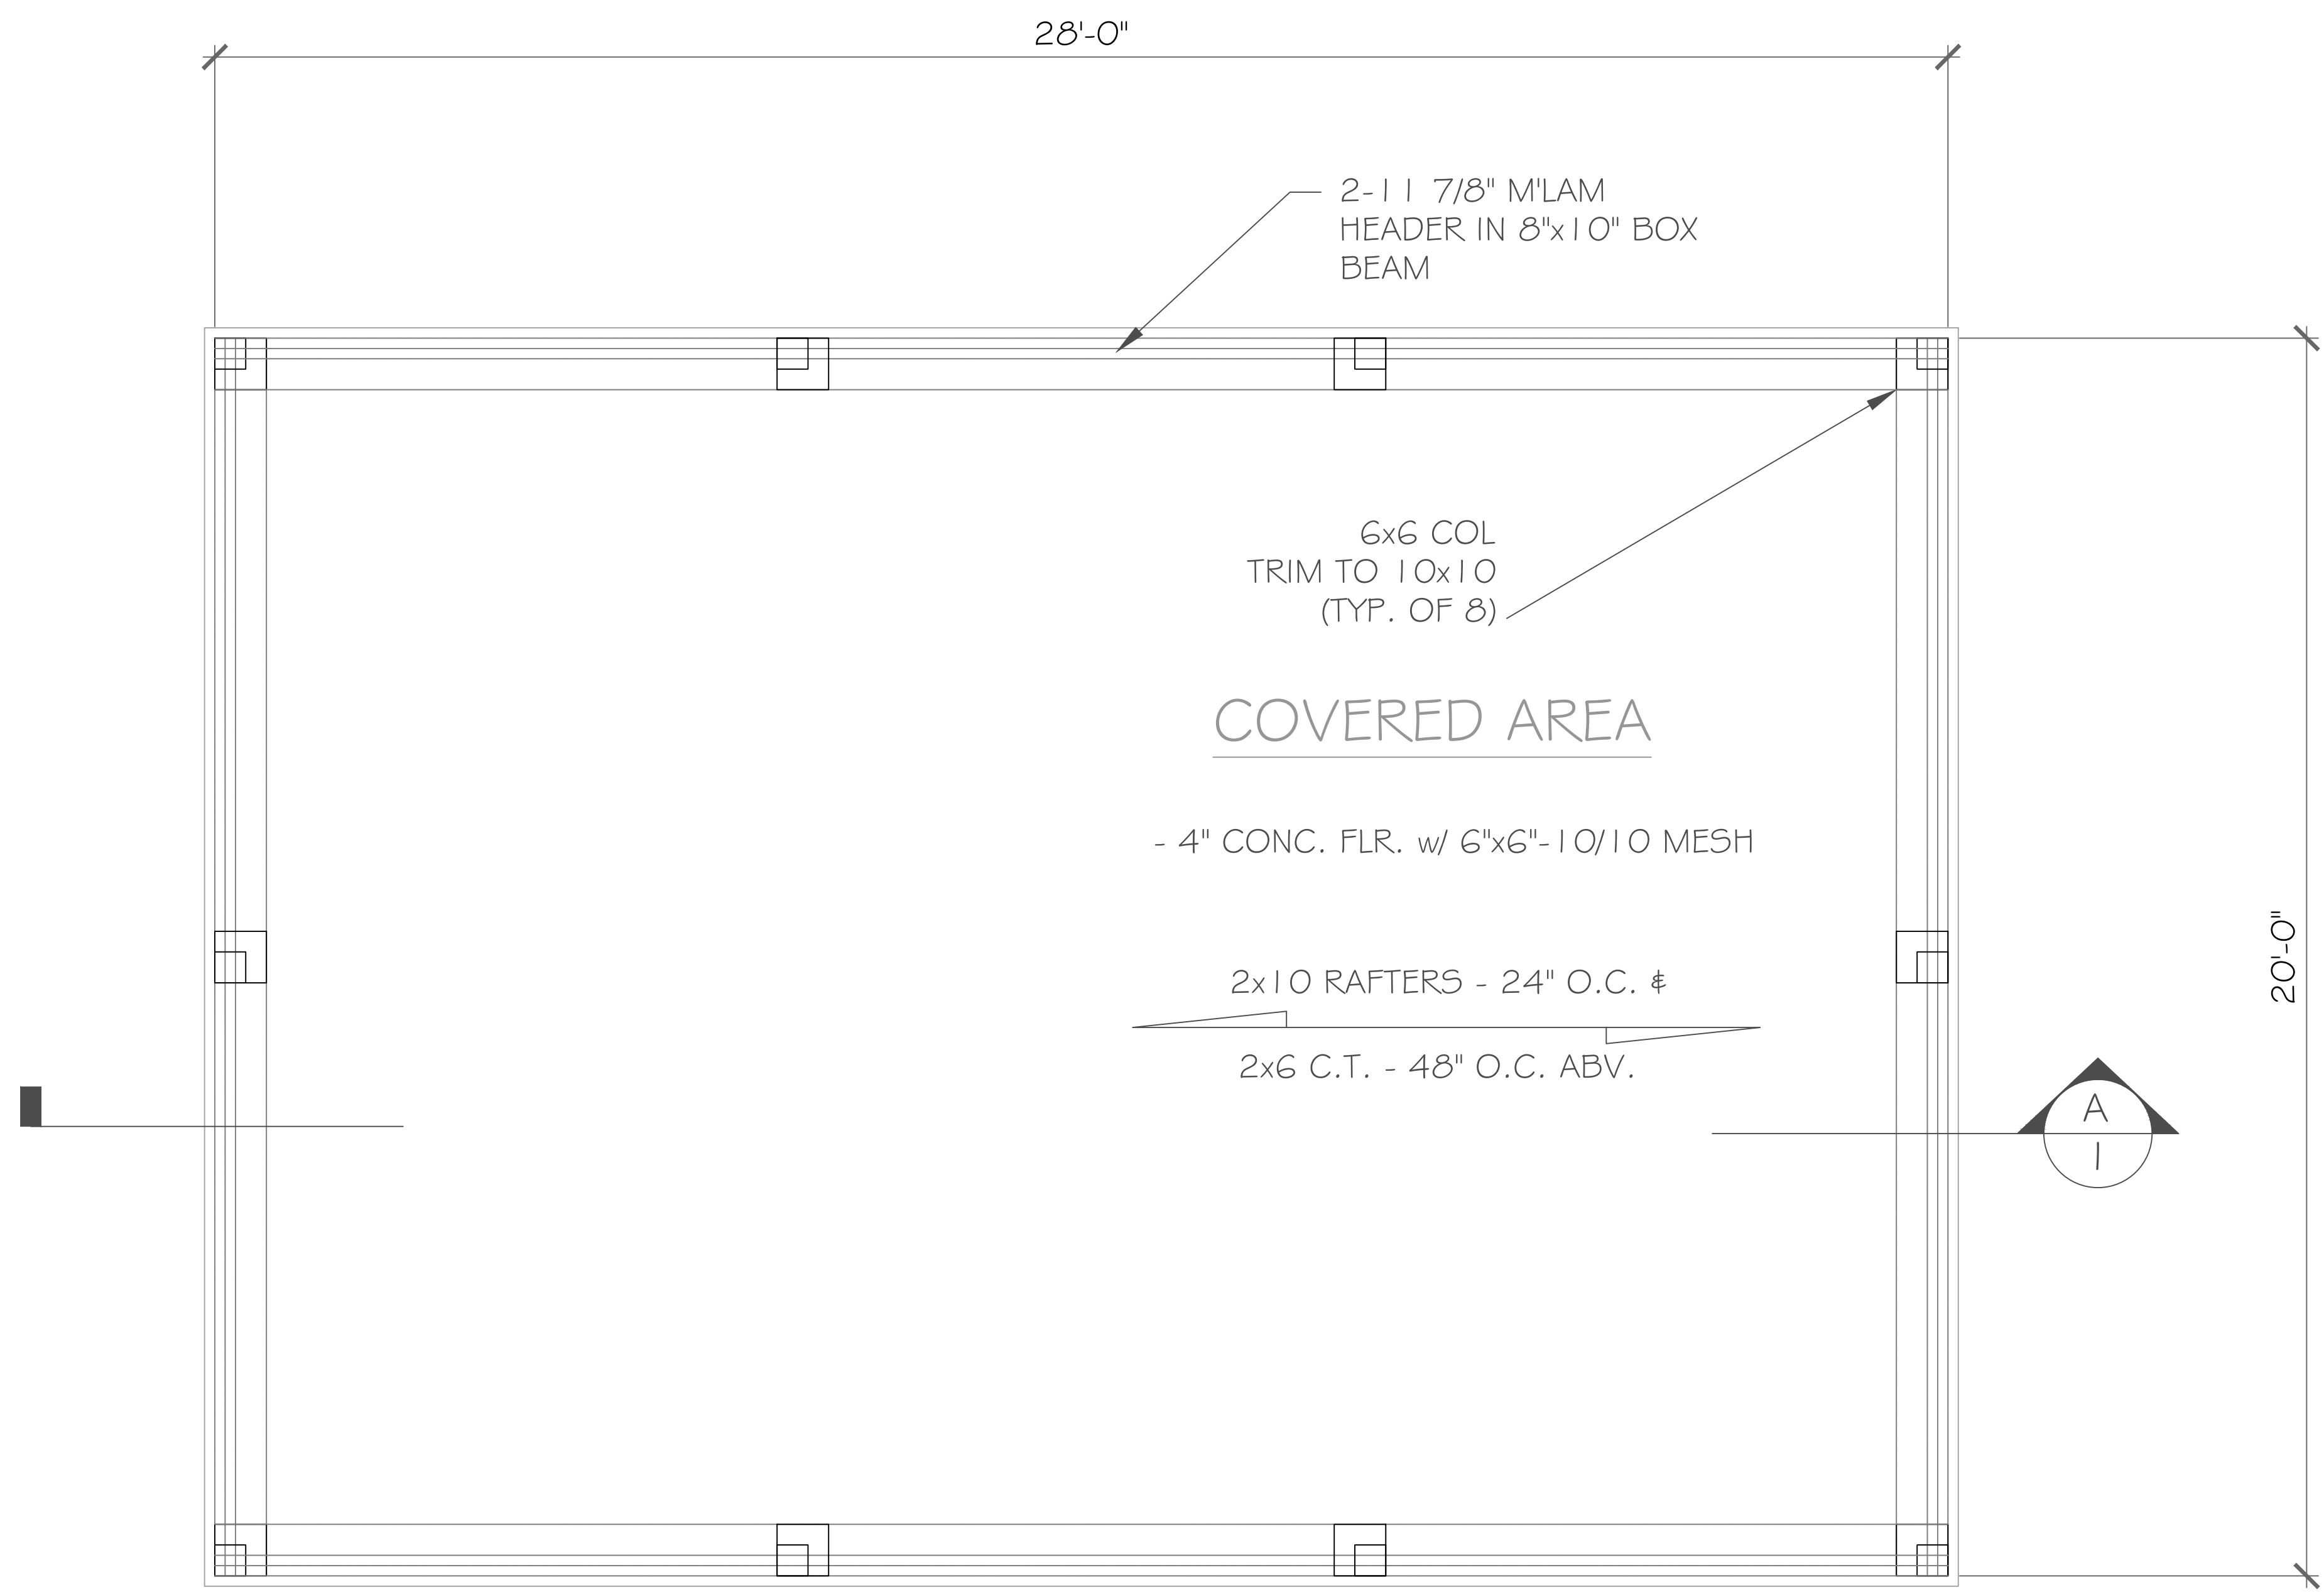 28'-0"
2-11 7/8" M'LAM
HEADER IN 8"x10" BOX
BEAM
6x6 COL
TRIM TO 10x10
(TYP. OF 8)
COVERED AREA
- 4" CONC. FLR. w/ 6"x6"-10/10 MESH
20'-0"
2x10 RAFTERS - 24" O.C. &
2x6 C.T. - 48" O.C. ABV.
A
1